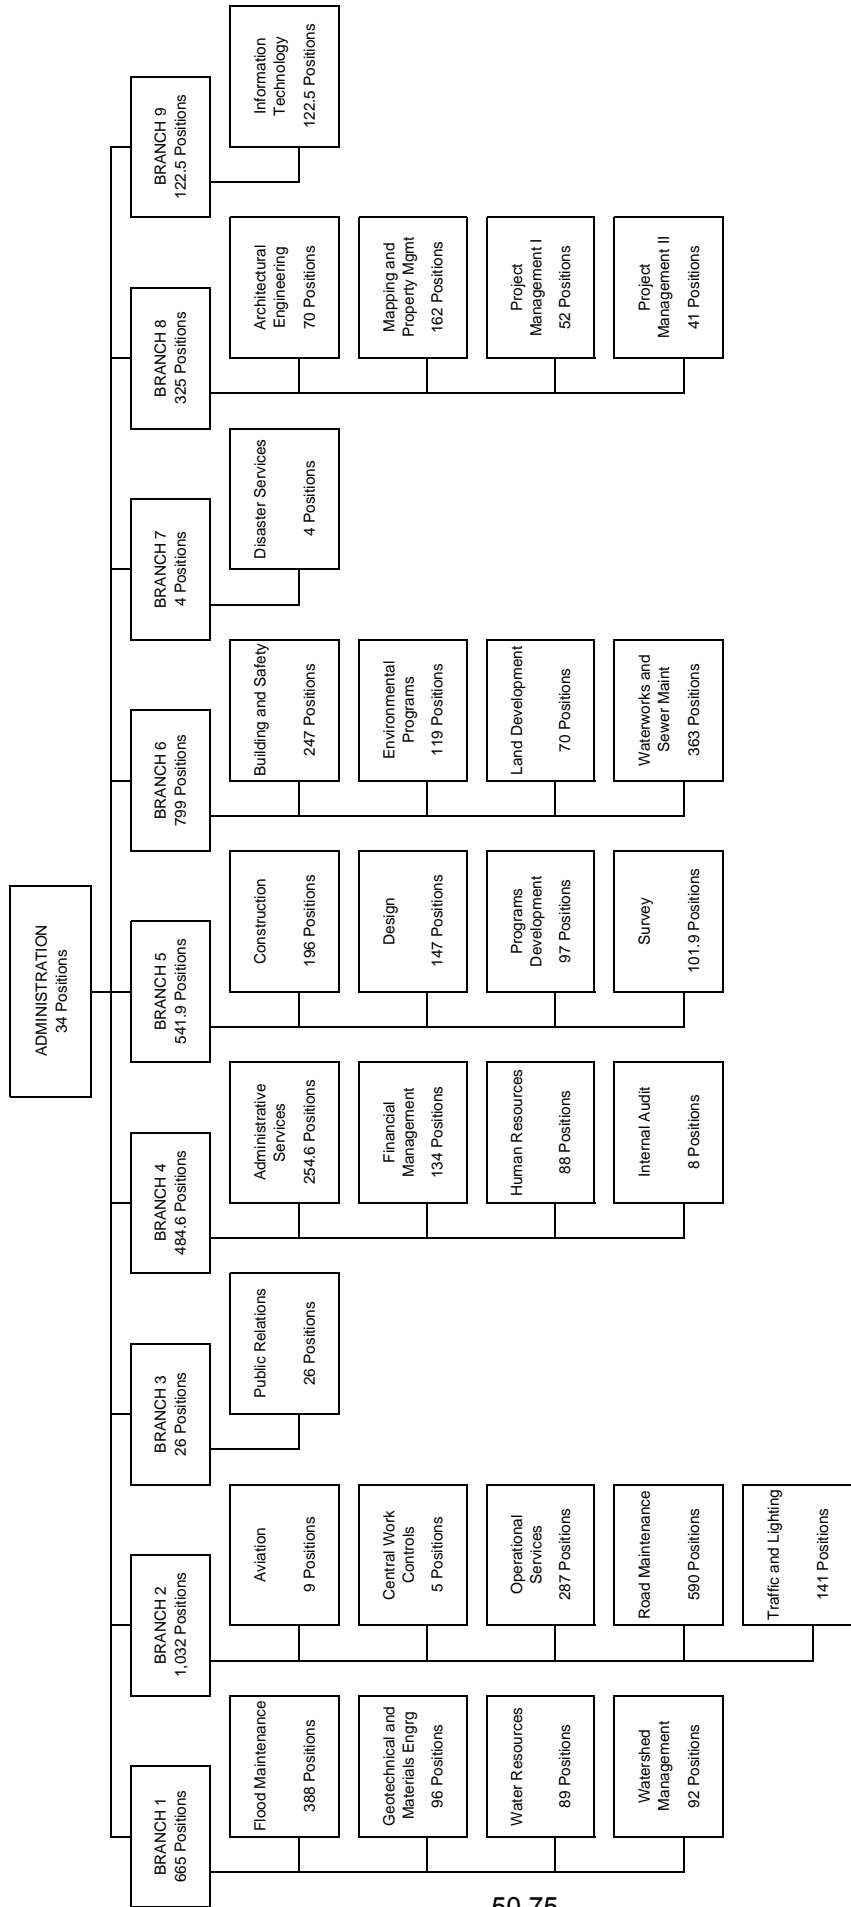 ADMINISTRATION
34 Positions
BRANCH 1
665 Positions
Flood Maintenance
388 Positions
Geotechnical and
Materials Engrg
96 Positions
Water Resources
89 Positions
Watershed
Management
92 Positions
BRANCH 2
1,032 Positions
Aviation
9 Positions
Central Work
Controls
5 Positions
Operational
Services
287 Positions
Road Maintenance
590 Positions
Traffic and Lighting
141 Positions
BRANCH 3
26 Positions
Public Relations
26 Positions
BRANCH 4
484.6 Positions
Administrative
Services
254.6 Positions
Financial
Management
134 Positions
Human Resources
88 Positions
Internal Audit
8 Positions
BRANCH 5
541.9 Positions
Construction
196 Positions
Design
147 Positions
Programs
Development
97 Positions
Survey
101.9 Positions
BRANCH 6
799 Positions
Building and Safety
247 Positions
Environmental
Programs
119 Positions
Land Development
70 Positions
Waterworks and
Sewer Maint
363 Positions
BRANCH 7
4 Positions
Disaster Services
4 Positions
BRANCH 8
325 Positions
Architectural
Engineering
70 Positions
Mapping and
Property Mgmt
162 Positions
Project
Management I
52 Positions
Project
Management II
41 Positions
BRANCH 9
122.5 Positions
Information
Technology
122.5 Positions
50.75